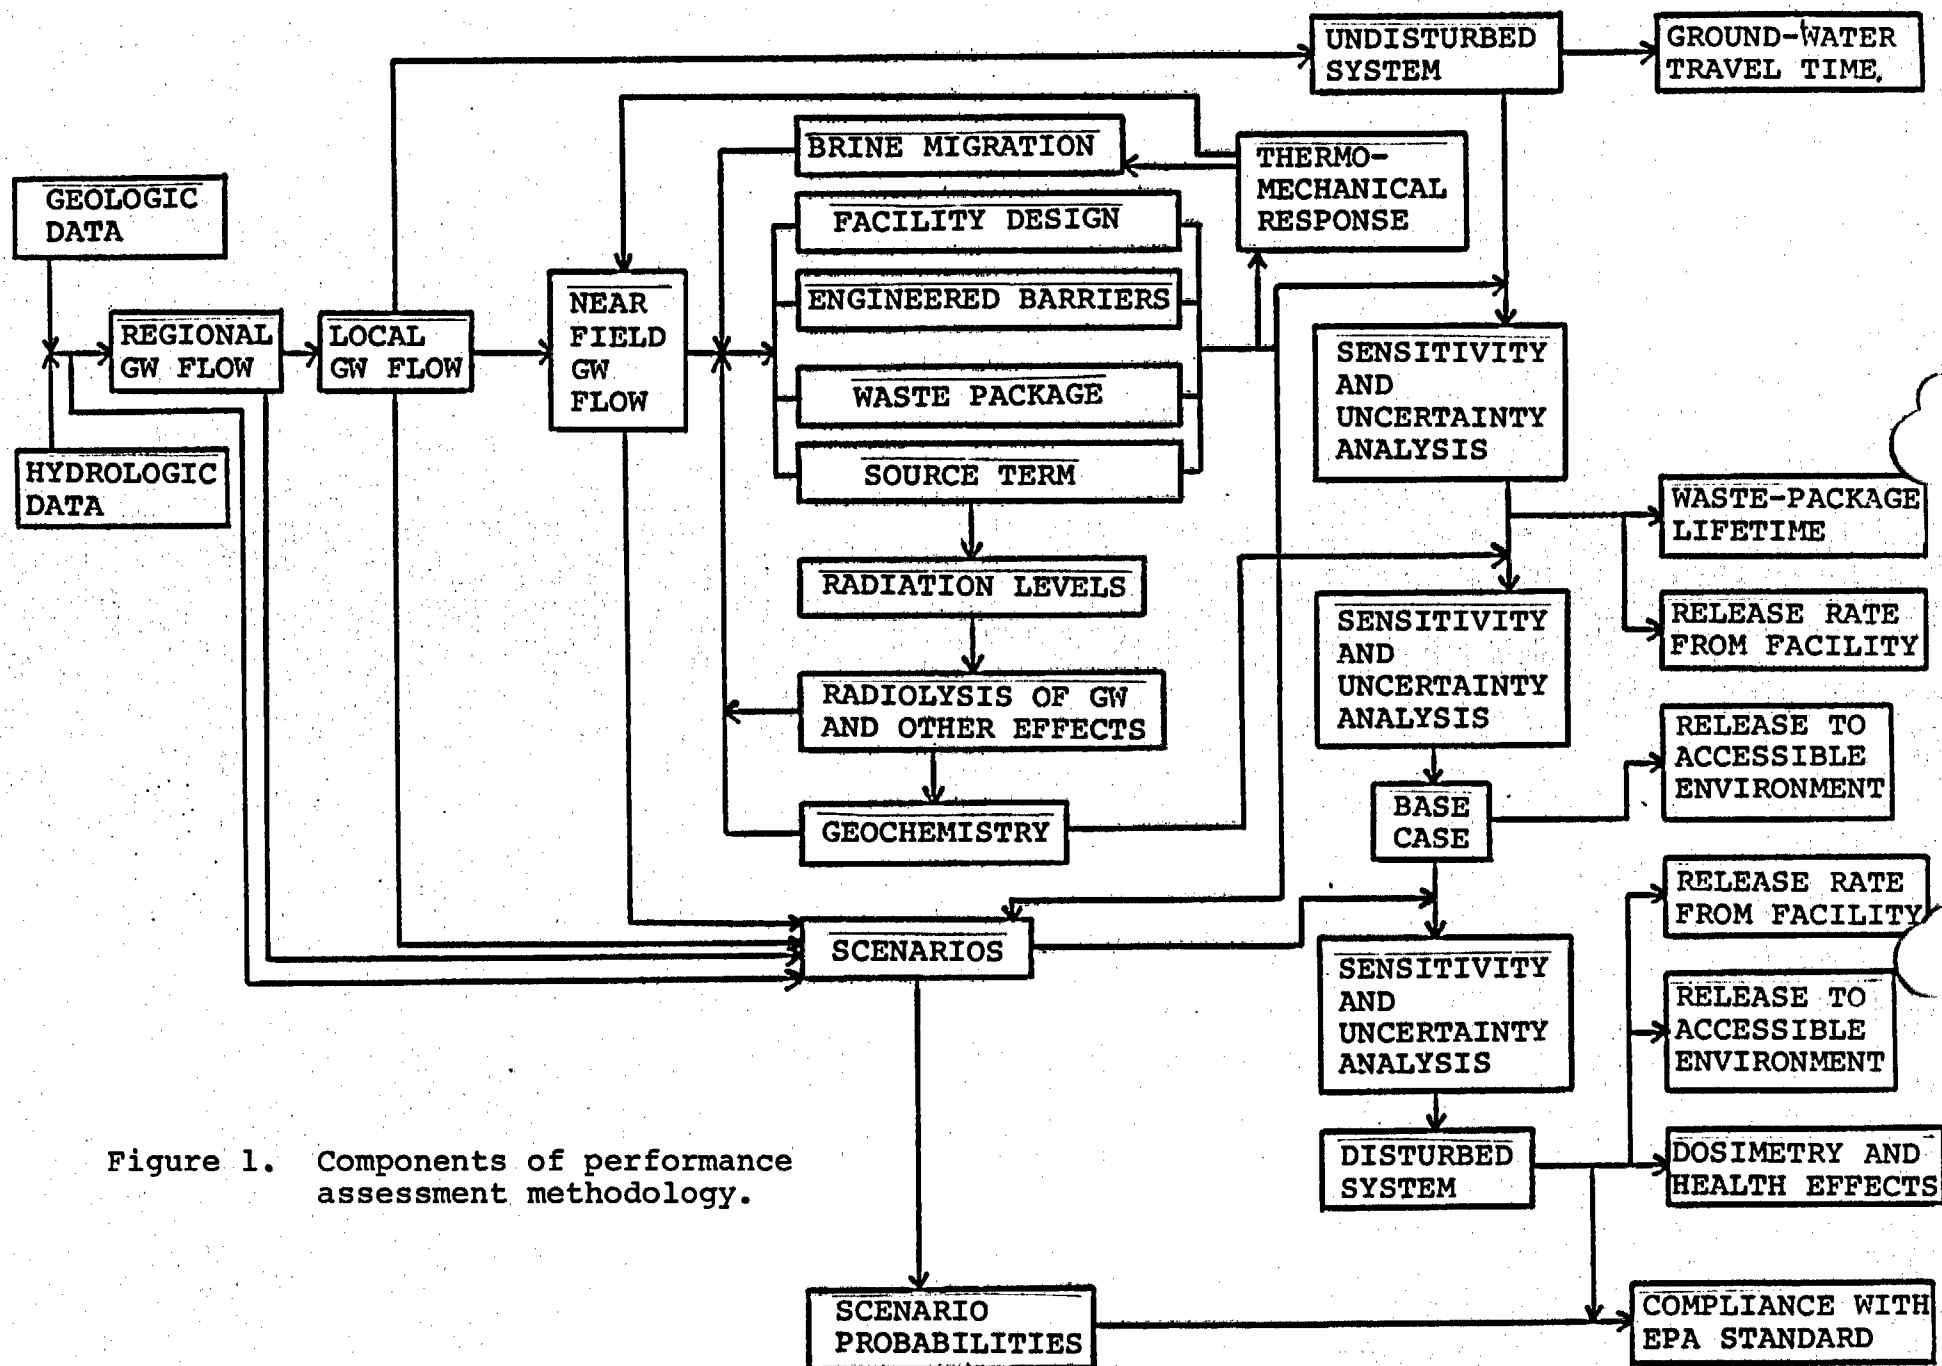 UNDISTURBED
SYSTEM
GROUND-WATER
TRAVEL TIME.
BRINE MIGRATION
THERMO-
MECHANICAL
RESPONSE
GEOLOGIC
DATA
FACILITY DESIGN
ENGINEERED BARRIERS
NEAR
FIELD
GW
FLOW
REGIONAL
GW FLOW
LOCAL
GW FLOW
SENSITIVITY
AND
UNCERTAINTY
ANALYSIS
WASTE PACKAGE
SOURCE TERM
HYDROLOGIC
DATA
WASTE-PACKAGE
LIFETIME
RADIATION LEVELS
SENSITIVITY
AND
UNCERTAINTY
ANALYSIS
RELEASE RATE
FROM FACILITY
RADIOLYSIS OF GW
AND OTHER EFFECTS
RELEASE TO
ACCESSIBLE
ENVIRONMENT
BASE
CASE
GEOCHEMISTRY
RELEASE RATE
FROM FACILITY
SCENARIOS
SENSITIVITY
AND
UNCERTAINTY
ANALYSIS
RELEASE TO
ACCESSIBLE
ENVIRONMENT
DISTURBED
SYSTEM
DOSIMETRY AND
HEALTH EFFECTS
Figure 1. Components of performance
assessment methodology.
SCENARIO
PROBABILITIES
COMPLIANCE WITH
EPA STANDARD